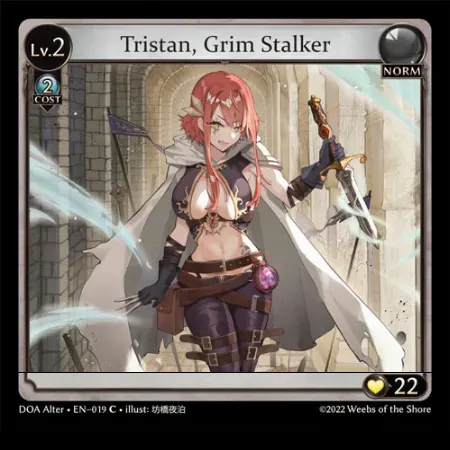 Lv.2
Tristan, Grim Stalker
NORM
2
COST
22
DOA Alter • EN-019 C • illust: 坊橋夜泊
©2022 Weebs of the Shore